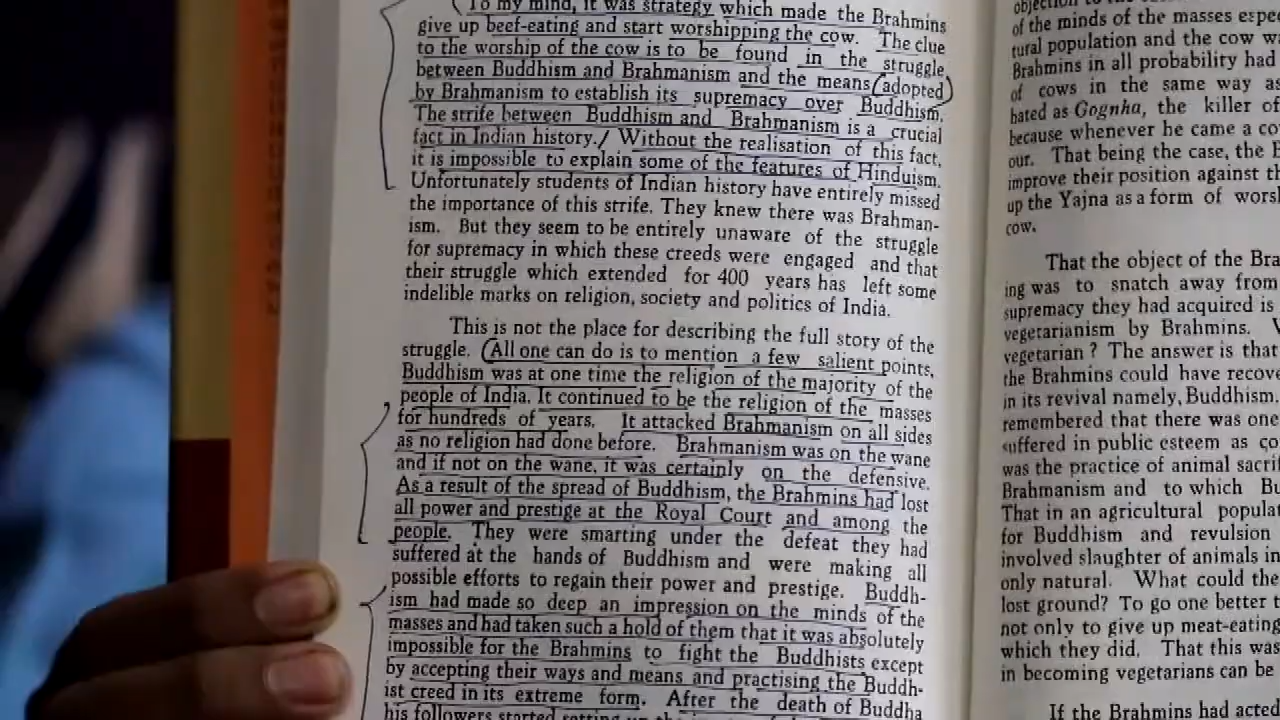 (To my mind, it was strategy which made the Brahmins
give up beef-eating and start worshipping the cow. The clue
to the worship of the cow is to be found in the struggle
between Buddhism and Brahmanism and the means (adopted)
by Brahmanism to establish its supremacy over Buddhism.
The strife between Buddhism and Brahmanism is a crucial
fact in Indian history. / Without the realisation of this fact,
it is impossible to explain some of the features of Hinduism.
Unfortunately students of Indian history have entirely missed
the importance of this strife. They knew there was Brahman-
ism. But they seem to be entirely unaware of the struggle
for supremacy in which these creeds were engaged and that
their struggle which extended for 400 years has left some
indelible marks on religion, society and politics of India.
This is not the place for describing the full story of the
struggle. (All one can do is to mention a few salient points.
Buddhism was at one time the religion of the majority of the
people of India. It continued to be the religion of the masses
for hundreds of years. It attacked Brahmanism on all sides
as no religion had done before. Brahmanism was on the wane
and if not on the wane, it was certainly on the defensive.
As a result of the spread of Buddhism, the Brahmins had lost
all power and prestige at the Royal Court and among the
people. They were smarting under the defeat they had
suffered at the hands of Buddhism and were making all
possible efforts to regain their power and prestige. Buddh-
ism had made so deep an impression on the minds of the
masses and had taken such a hold of them that it was absolutely
impossible for the Brahmins to fight the Buddhists except
by accepting their ways and means and practising the Buddh-
ist creed in its extreme form. After the death of Buddha
his followers started setting up the
of the minds of the masses
population and the cow
Brahmins in all probability had
of cows in the same way as
hated as Gognha, the killer of
because whenever he came a
our. That being the case, the
improve their position against
up the Yajna as a form of
cow.
That the object of the
ing was to snatch away from
supremacy they had acquired is
vegetarianism by Brahmins.
vegetarian? The answer is that
the Brahmins could have
in its revival namely, Buddhism.
remembered that there was one
suffered in public esteem as
was the practice of animal
Brahmanism and to which
That in an agricultural
for Buddhism and revulsion
involved slaughter of animals in
only natural. What could the
lost ground? To go one better
not only to give up meat-eating
which they did. That this was
in becoming vegetarians can be
If the Brahmins had acted